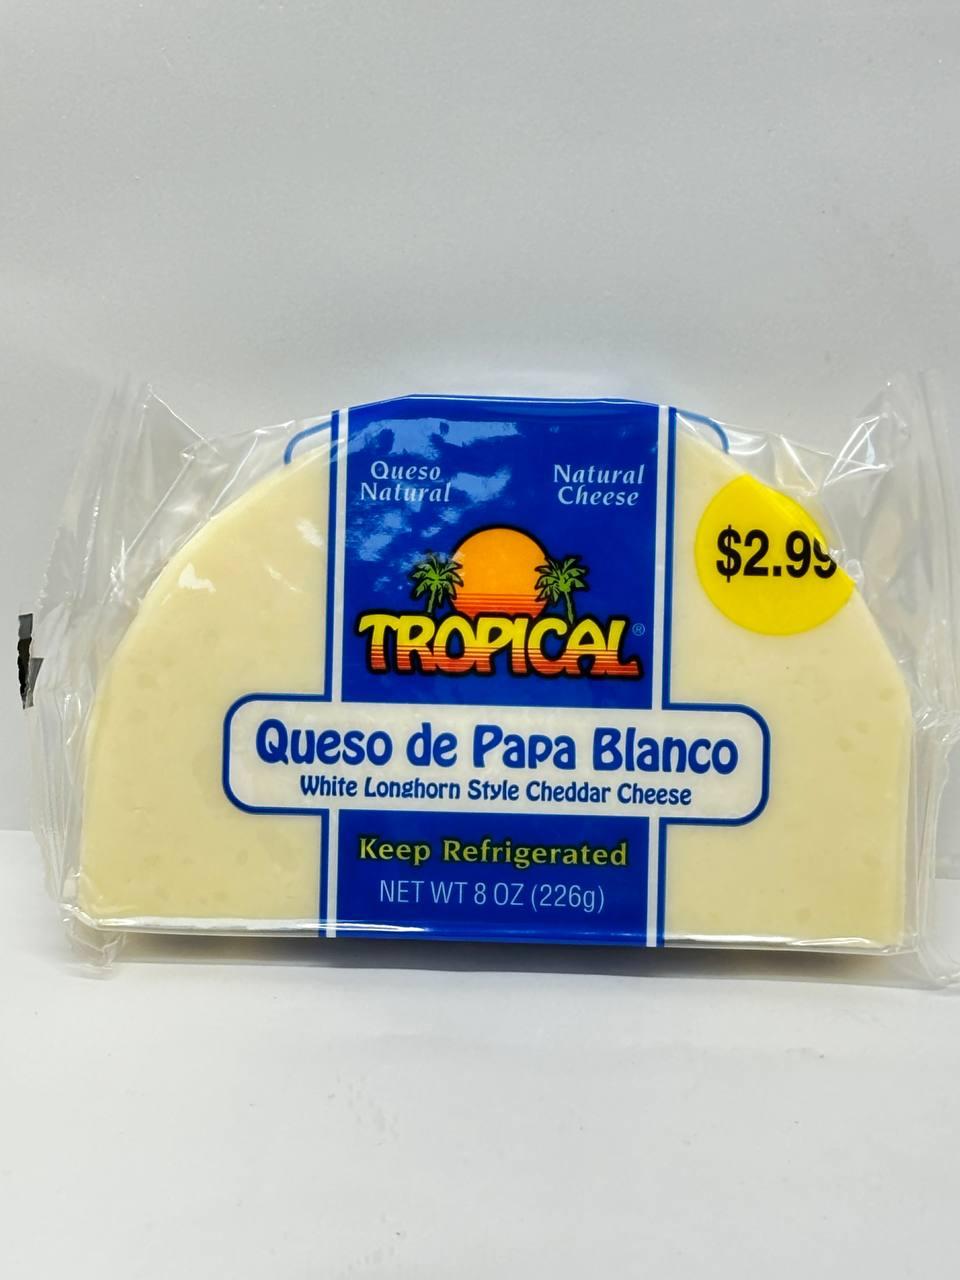 Queso
Natural
Natural
Cheese
$2.99
TROPICAL®
Queso de Papa Blanco
White Longhorn Style Cheddar Cheese
Keep Refrigerated
NET WT 8 OZ (226g)